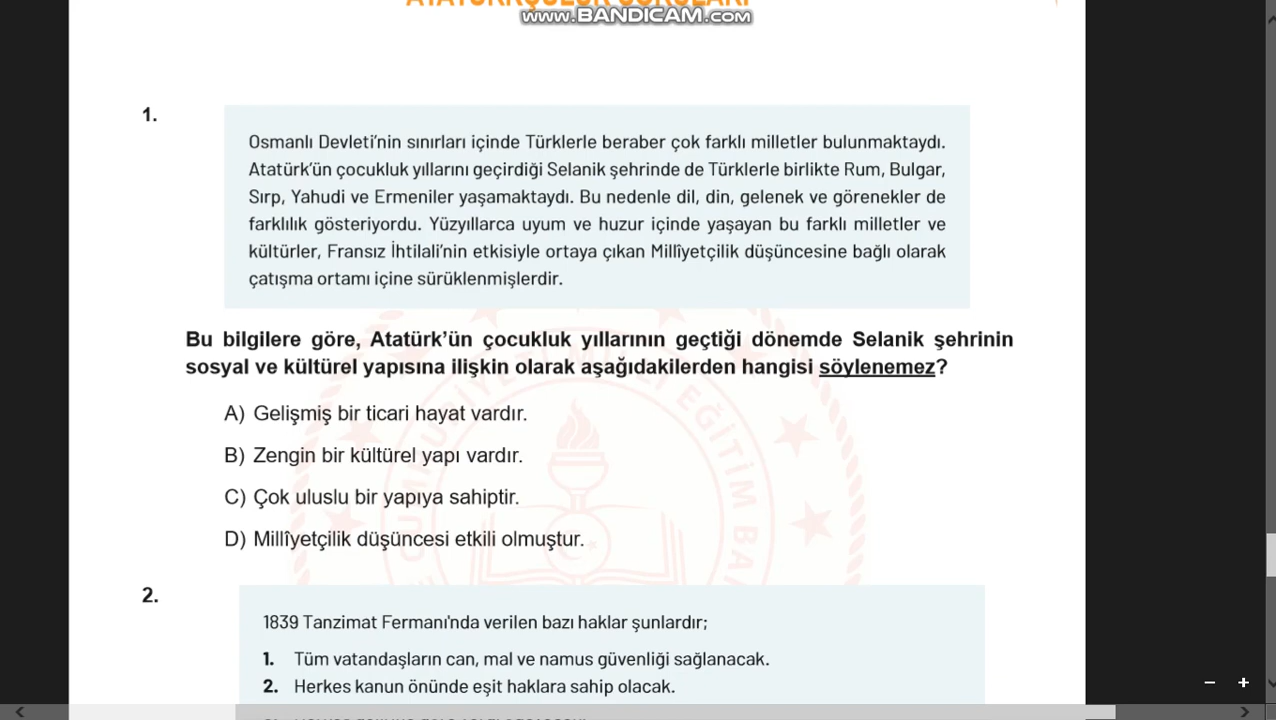 www.BANDICAM.com
1.
Osmanlı Devleti’nin sınırları içinde Türklerle beraber çok farklı milletler bulunmaktaydı.
Atatürk’ün çocukluk yıllarını geçirdiği Selanik şehrinde de Türklerle birlikte Rum, Bulgar,
Sırp, Yahudi ve Ermeniler yaşamaktaydı. Bu nedenle dil, din, gelenek ve görenekler de
farklılık gösteriyordu. Yüzyıllarca uyum ve huzur içinde yaşayan bu farklı milletler ve
kültürler, Fransız İhtilali’nin etkisiyle ortaya çıkan Millîyetçilik düşüncesine bağlı olarak
çatışma ortamı içine sürüklenmişlerdir.
Bu bilgilere göre, Atatürk’ün çocukluk yıllarının geçtiği dönemde Selanik şehrinin
sosyal ve kültürel yapısına ilişkin olarak aşağıdakilerden hangisi söylenemez?
A) Gelişmiş bir ticari hayat vardır.
B) Zengin bir kültürel yapı vardır.
C) Çok uluslu bir yapıya sahiptir.
D) Millîyetçilik düşüncesi etkili olmuştur.
2.
1839 Tanzimat Fermanı'nda verilen bazı haklar şunlardır;
1. Tüm vatandaşların can, mal ve namus güvenliği sağlanacak.
2. Herkes kanun önünde eşit haklara sahip olacak.